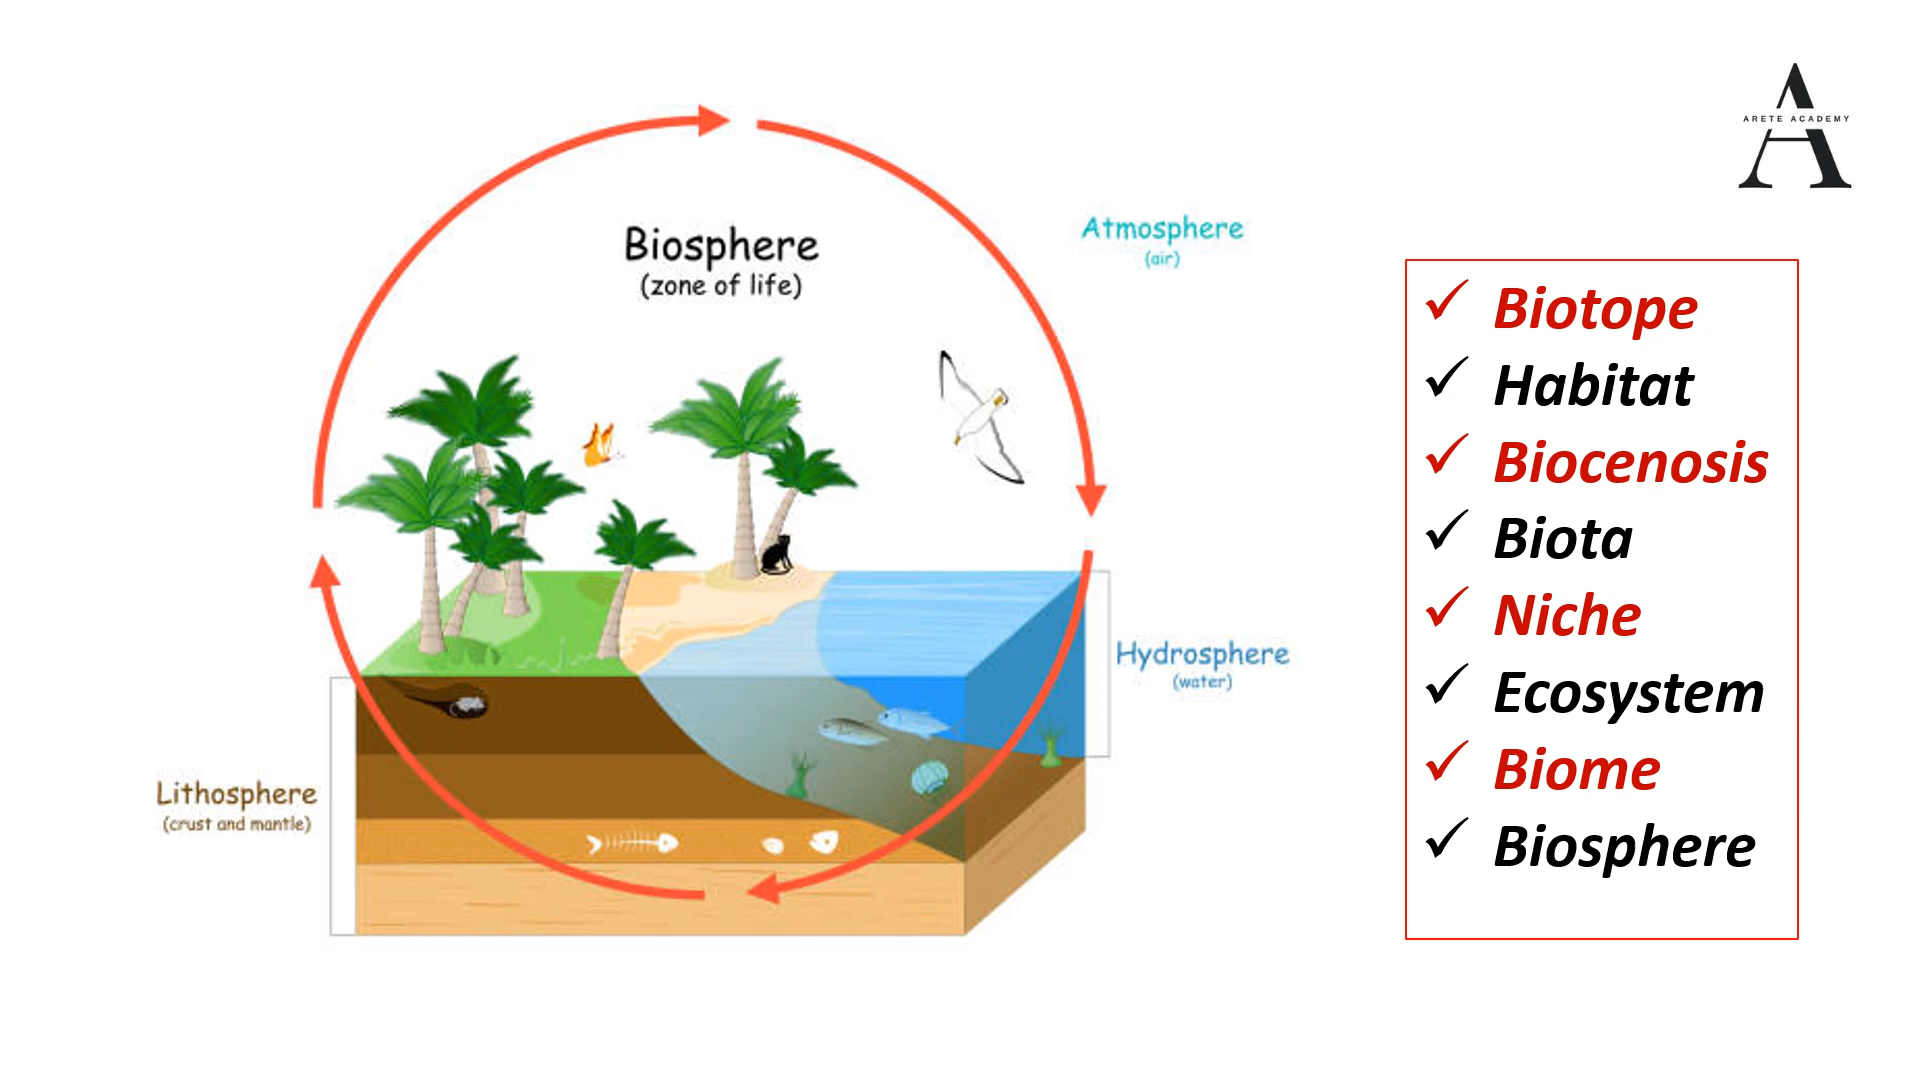 ARETE ACADEMY
Biosphere
(zone of life)
Atmosphere
(air)
Hydrosphere
(water)
Lithosphere
(crust and mantle)
Biotope
Habitat
Biocenosis
Biota
Niche
Ecosystem
Biome
Biosphere